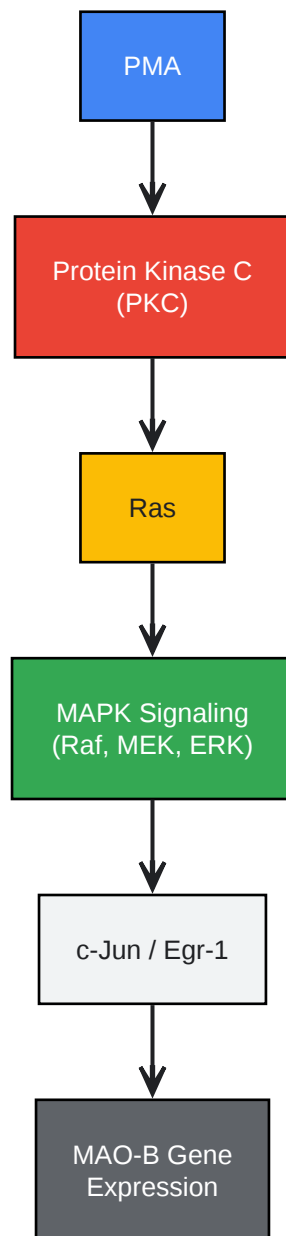 PMA
Protein Kinase C
(PKC)
Ras
MAPK Signaling
(Raf, MEK, ERK)
c-Jun / Egr-1
MAO-B Gene
Expression